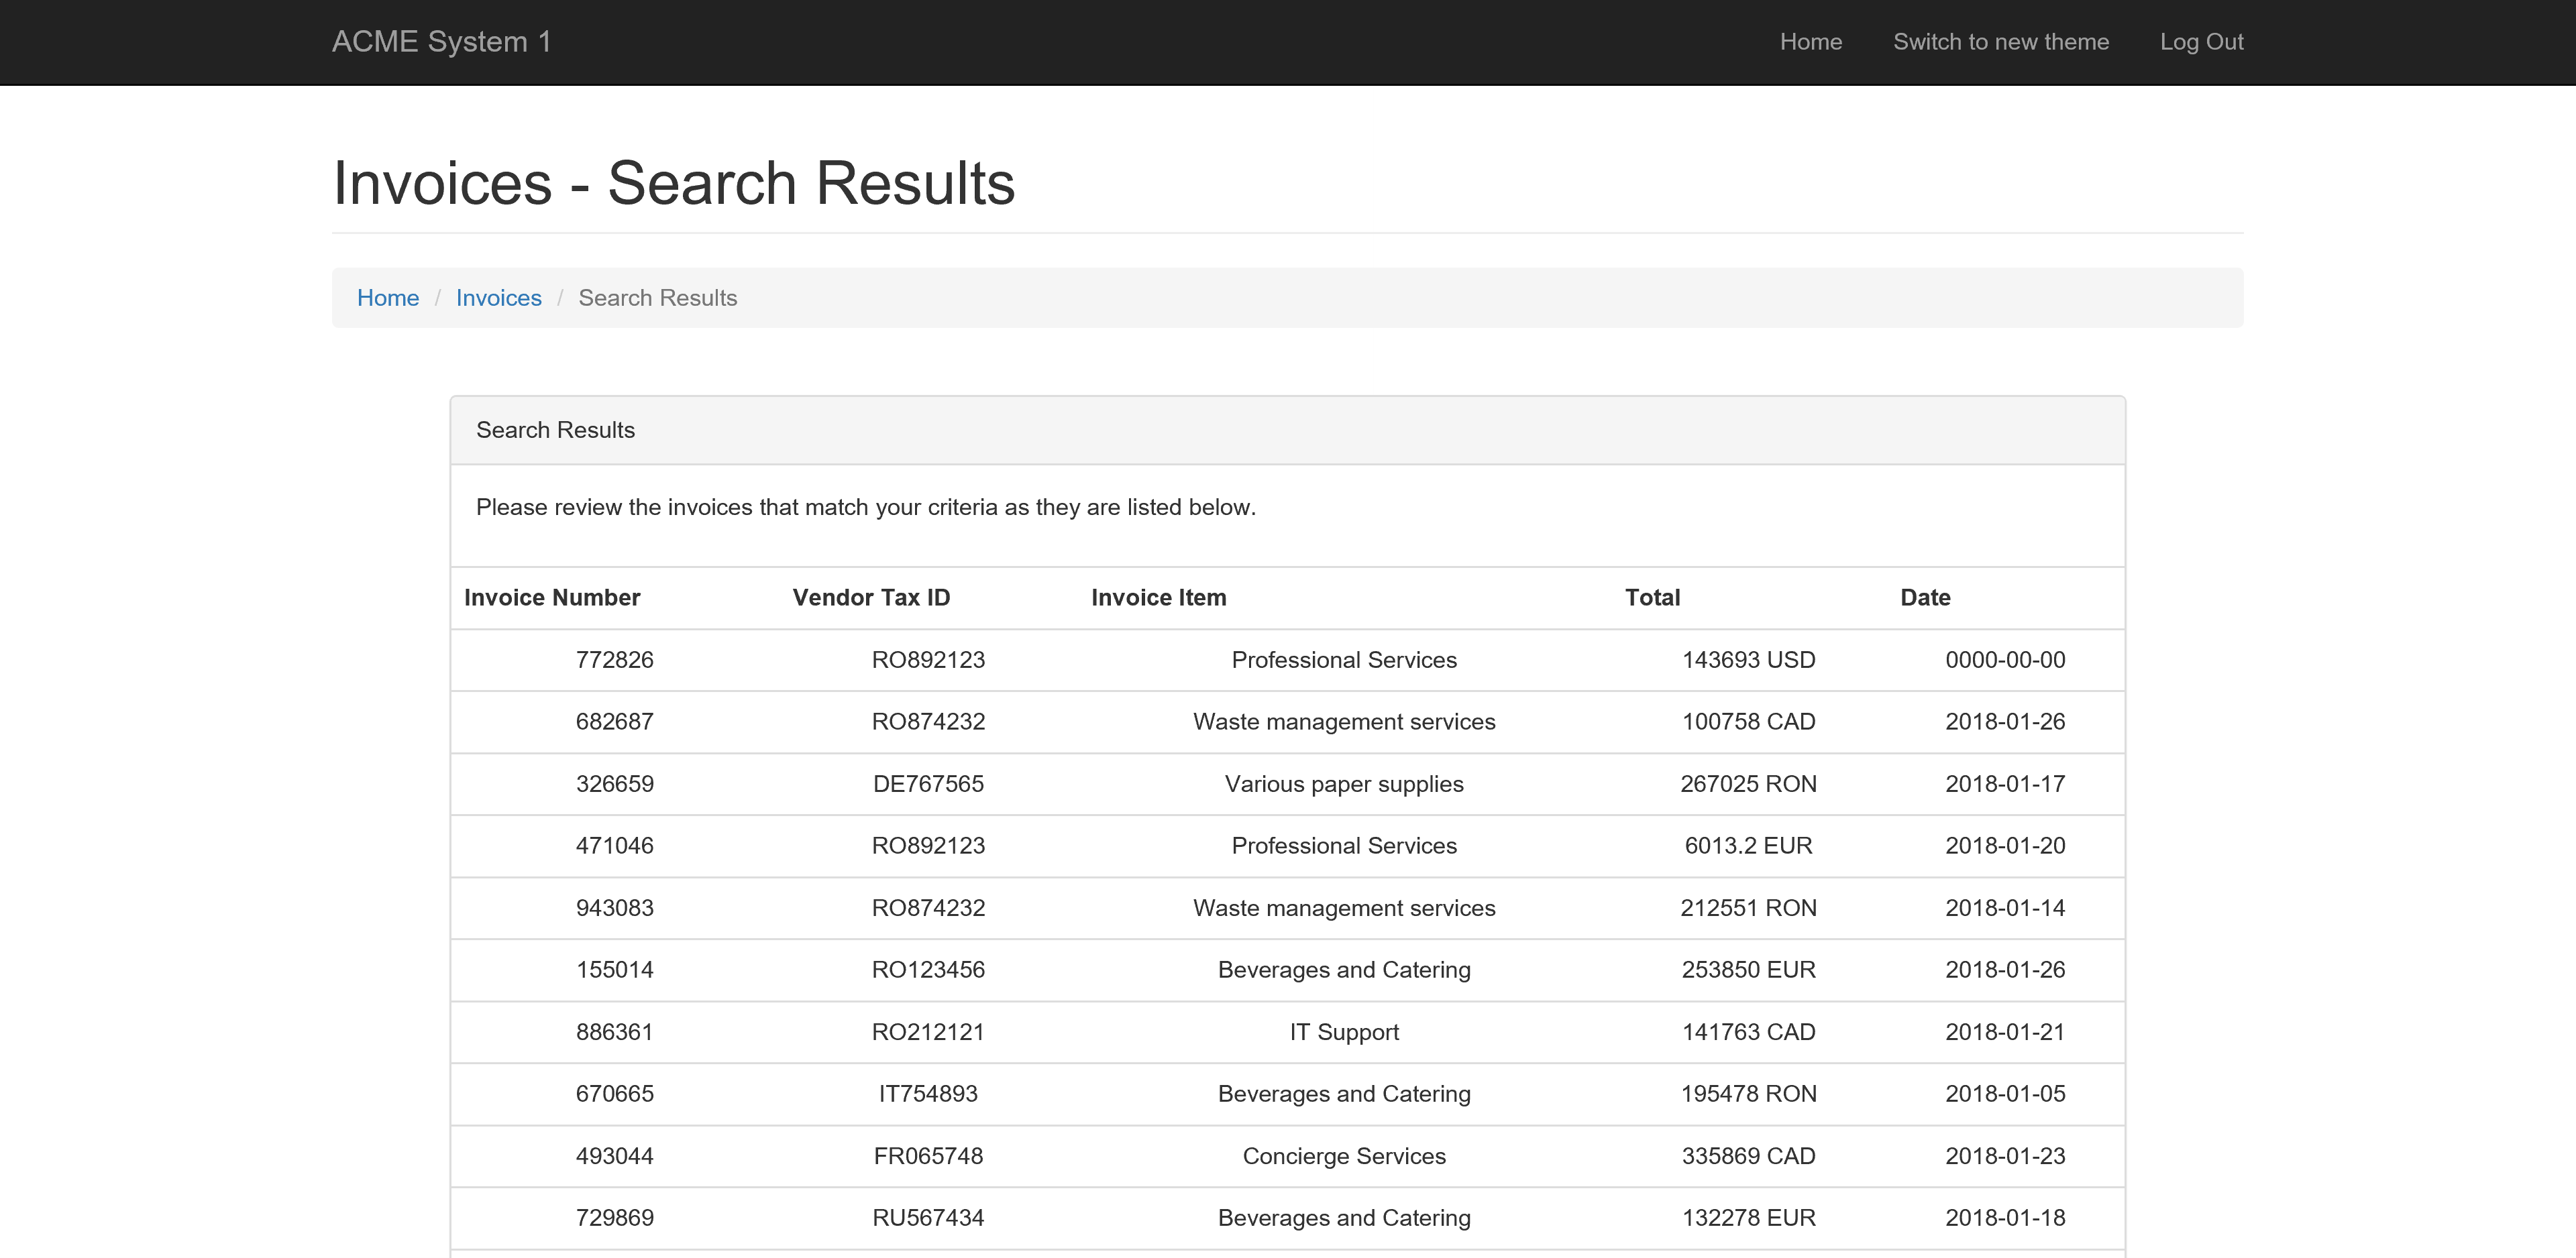 ACME System 1 Home Switch to new theme Log Out
Invoices - Search Results
Home / Invoices / Search Results
Search Results
Please review the invoices that match your criteria as they are listed below.
Invoice Number Vendor Tax ID Invoice Item Total Date
772826 RO892123 Professional Services 143693 USD 0000-00-00
682687 RO874232 Waste management services 100758 CAD 2018-01-26
326659 DE767565 Various paper supplies 267025 RON 2018-01-17
471046 RO892123 Professional Services 6013.2 EUR 2018-01-20
943083 RO874232 Waste management services 212551 RON 2018-01-14
155014 RO123456 Beverages and Catering 253850 EUR 2018-01-26
886361 RO212121 IT Support 141763 CAD 2018-01-21
670665 IT754893 Beverages and Catering 195478 RON 2018-01-05
493044 FR065748 Concierge Services 335869 CAD 2018-01-23
729869 RU567434 Beverages and Catering 132278 EUR 2018-01-18